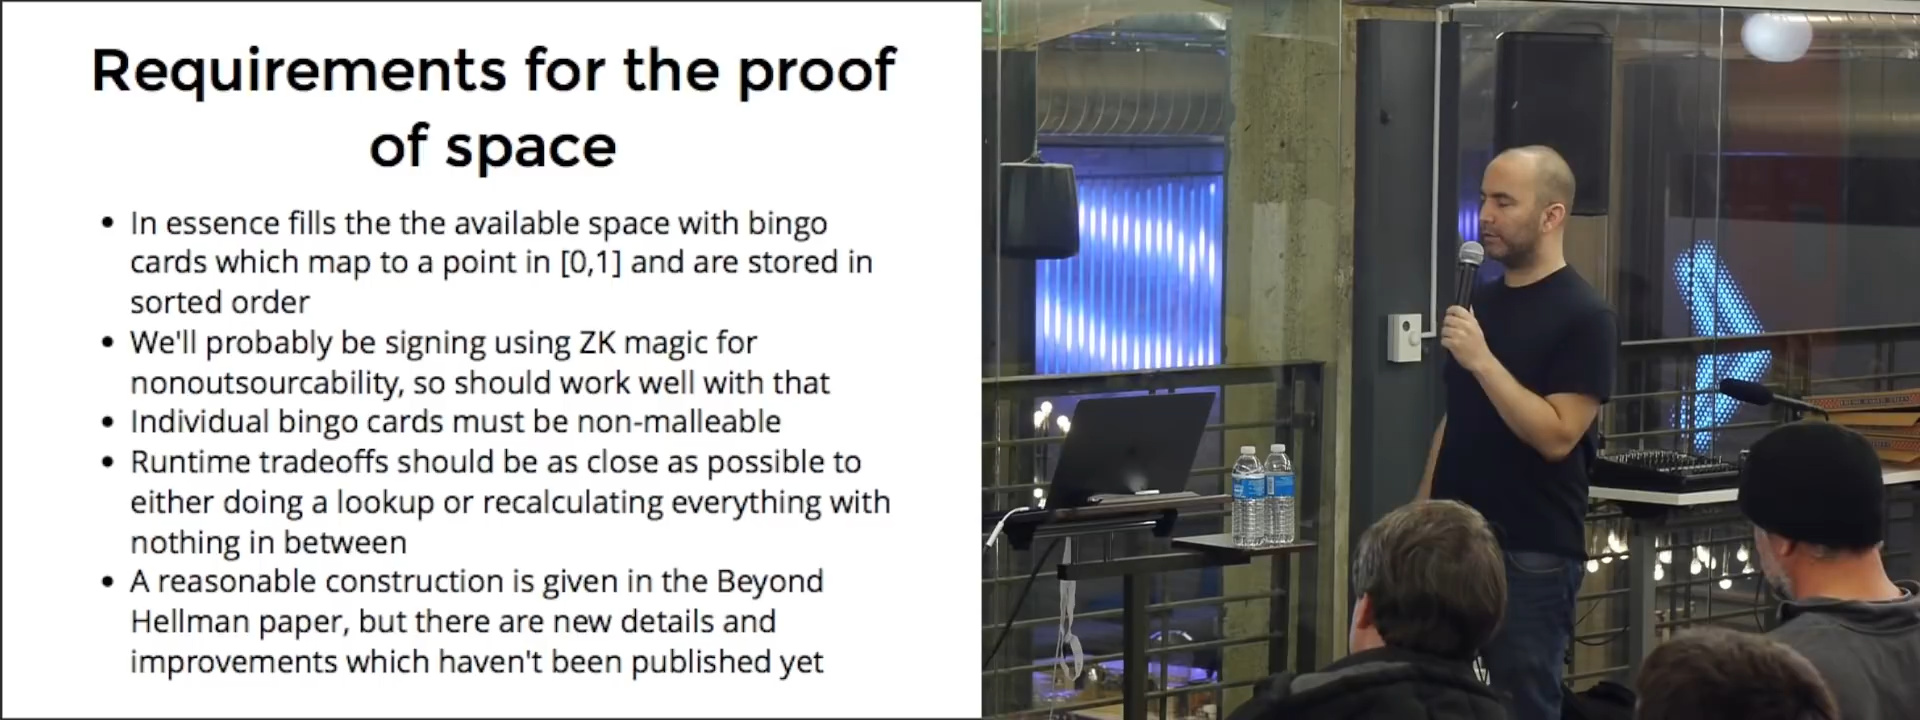 Requirements for the proof
of space
• In essence fills the the available space with bingo
cards which map to a point in [0,1] and are stored in
sorted order
• We'll probably be signing using ZK magic for
nonoutsourcability, so should work well with that
• Individual bingo cards must be non-malleable
• Runtime tradeoffs should be as close as possible to
either doing a lookup or recalculating everything with
nothing in between
• A reasonable construction is given in the Beyond
Hellman paper, but there are new details and
improvements which haven't been published yet